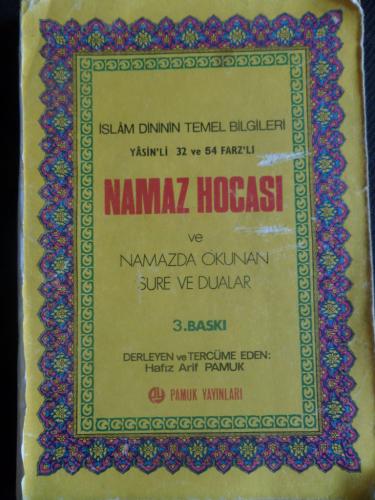 İSLÂM DİNİNİN TEMEL BİLGİLERİ
YÂSİN'Lİ 32 ve 54 FARZ'LI
NAMAZ HOCASI
ve
NAMAZDA OKUNAN
SURE VE DUALAR
3.BASKI
DERLEYEN ve TERCÜME EDEN:
Hafız Arif PAMUK
PAMUK YAYINLARI